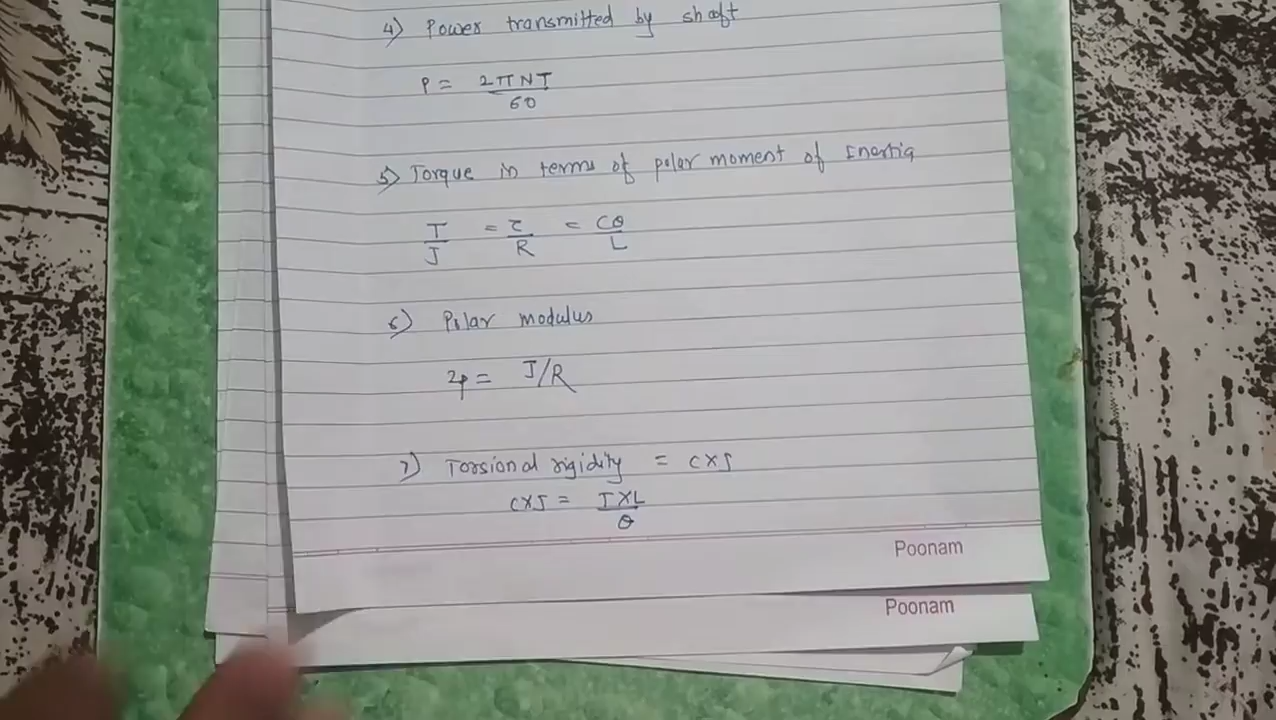 4) Power transmitted by shaft
P = 2πNT / 60
5) Torque in terms of polar moment of Inertia
T/J = τ/R = Cθ/L
6) Polar modulus
Zp = J/R
7) Torsional rigidity = C×J
C×J = T×L / θ
Poonam
Poonam